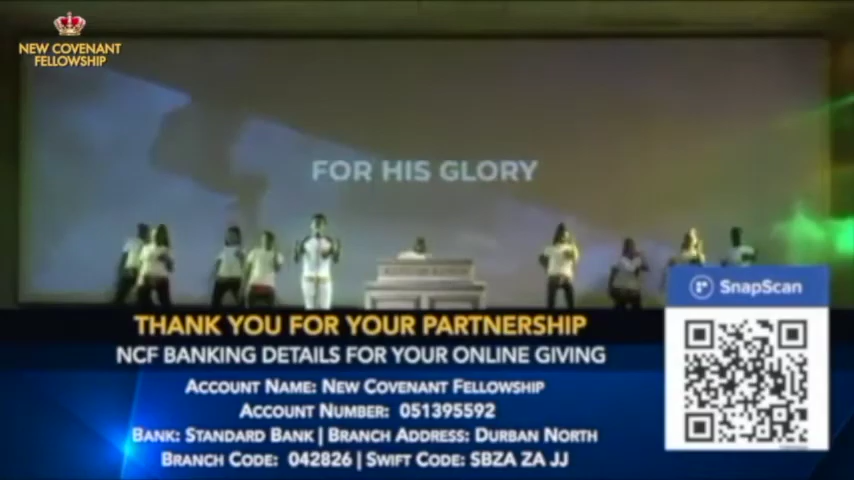 NEW COVENANT
FELLOWSHIP
FOR HIS GLORY
SnapScan
THANK YOU FOR YOUR PARTNERSHIP
NCF BANKING DETAILS FOR YOUR ONLINE GIVING
ACCOUNT NAME: NEW COVENANT FELLOWSHIP
ACCOUNT NUMBER: 051395592
BANK: STANDARD BANK | BRANCH ADDRESS: DURBAN NORTH
BRANCH CODE: 042826 | SWIFT CODE: SBZA ZA JJ